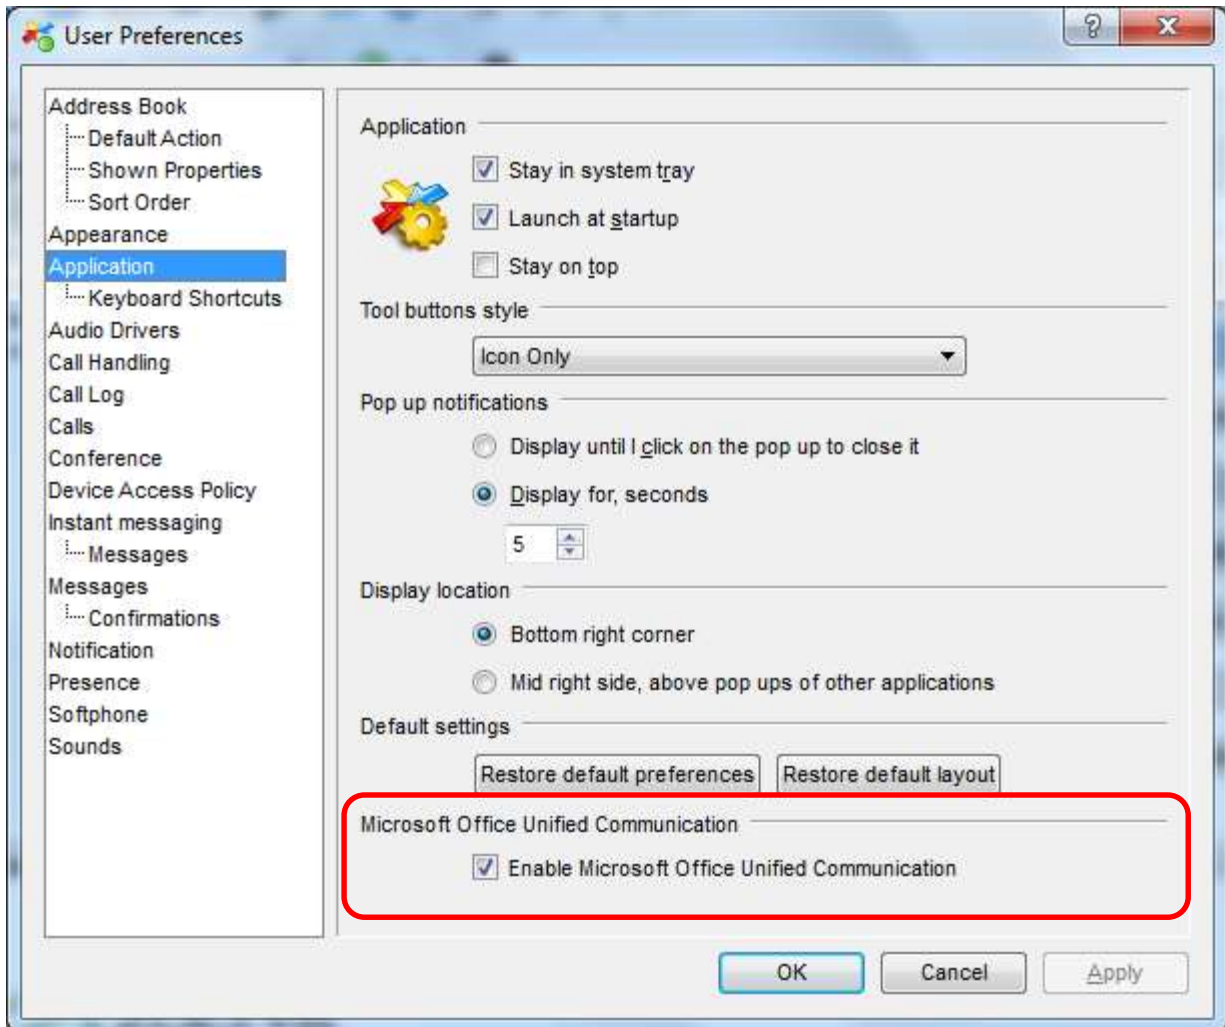 User Preferences
Address Book
Default Action
Shown Properties
Sort Order
Appearance
Application
Keyboard Shortcuts
Audio Drivers
Call Handling
Call Log
Calls
Conference
Device Access Policy
Instant messaging
Messages
Messages
Confirmations
Notification
Presence
Softphone
Sounds
Application
Stay in system tray
Launch at startup
Stay on top
Tool buttons style
Icon Only
Pop up notifications
Display until I click on the pop up to close it
Display for, seconds
5
Display location
Bottom right corner
Mid right side, above pop ups of other applications
Default settings
Restore default preferences Restore default layout
Microsoft Office Unified Communication
Enable Microsoft Office Unified Communication
OK Cancel Apply